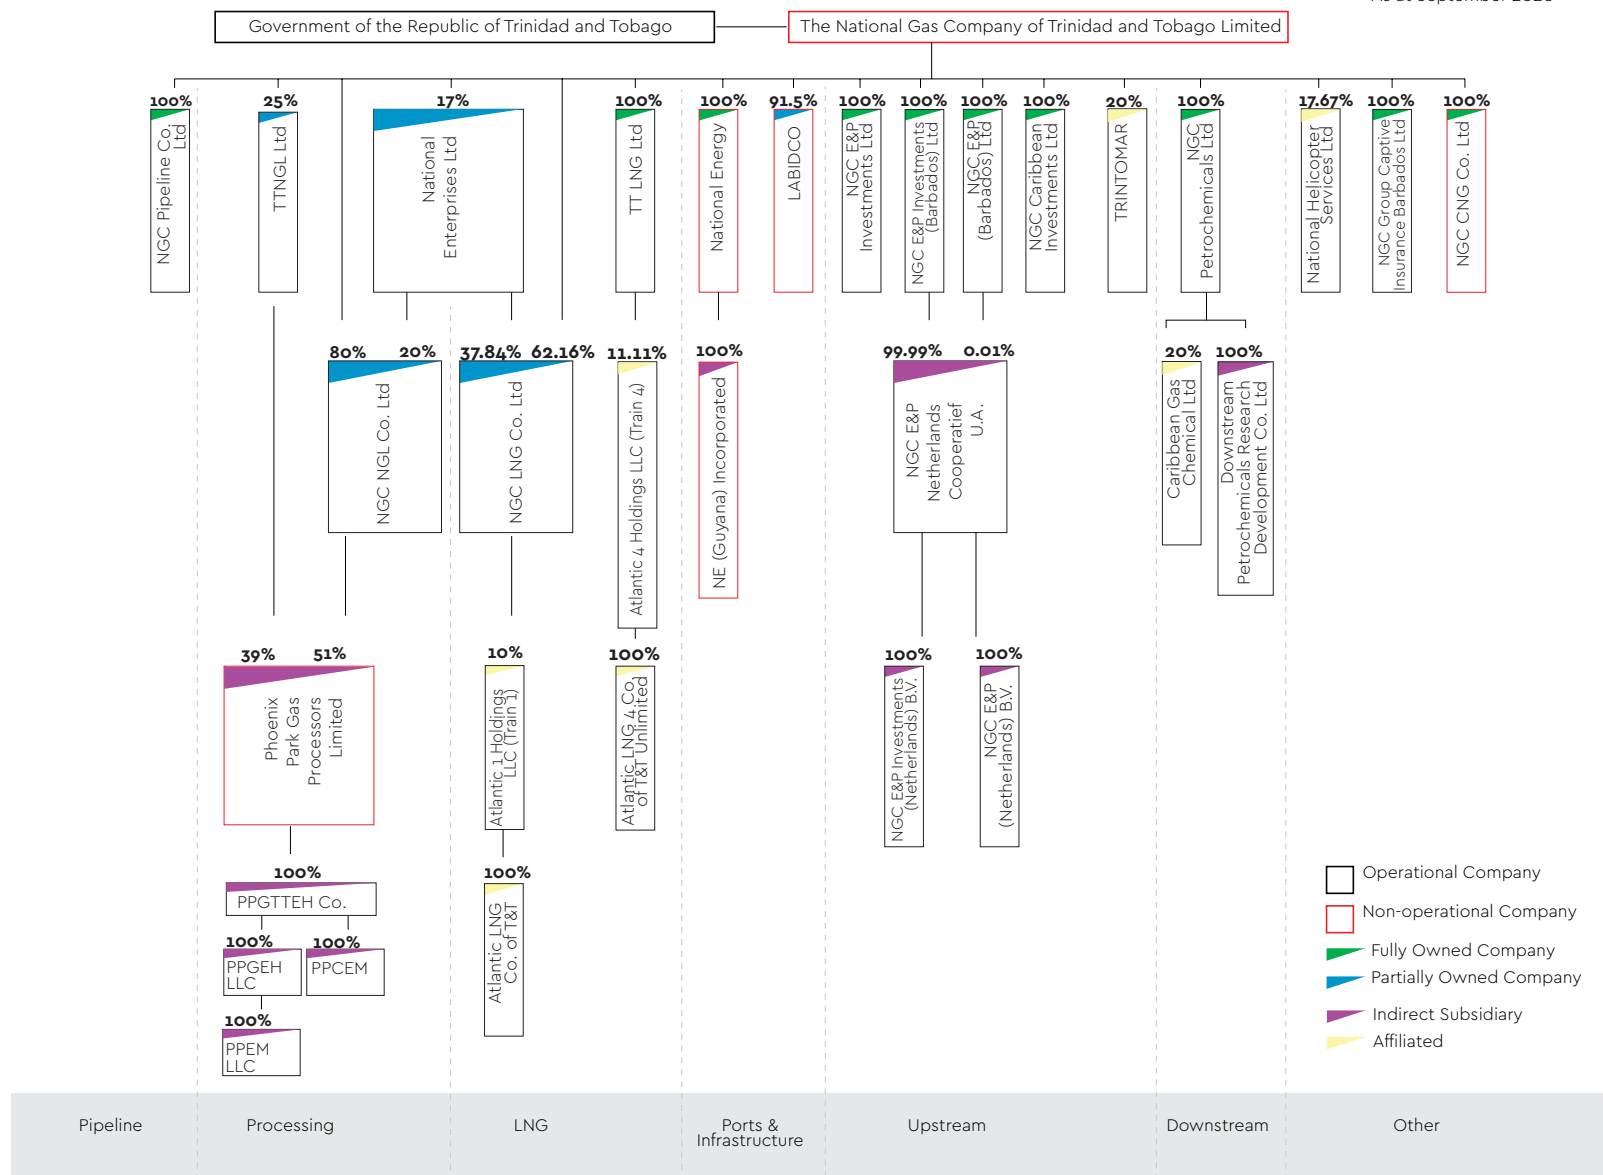 Government of the Republic of Trinidad and Tobago
The National Gas Company of Trinidad and Tobago Limited
100%
25%
17%
100%
100%
91.5%
100%
100%
100%
100%
20%
100%
17.67%
100%
100%
NGC Pipeline Co.
Ltd
TTNGL Ltd
National
Enterprises Ltd
TT LNG Ltd
National Energy
LABIDCO
NGC E&P
Investments Ltd
NGC E&P Investments
(Barbados) Ltd
NGC E&P
(Barbados) Ltd
NGC Caribbean
Investments Ltd
TRINTOMAR
NGC
Petrochemicals Ltd
National Helicopter
Services Ltd
NGC Group Captive
Insurance Barbados Ltd
NGC CNG Co. Ltd
80%
20%
37.84%
62.16%
11.11%
100%
99.99%
0.01%
20%
100%
NGC NGL Co. Ltd
NGC LNG Co. Ltd
Atlantic 4 Holdings LLC (Train 4)
NE (Guyana) Incorporated
NGC E&P
Netherlands
Cooperatief
U.A.
Caribbean Gas
Chemical Ltd
Downstream
Petrochemicals Research
Development Co. Ltd
39%
51%
10%
100%
100%
100%
Phoenix
Park Gas
Processors
Limited
Atlantic 1 Holdings
LLC (Train 1)
Atlantic LNG 4 Co.
of T&T Unlimited
NGC E&P Investments
(Netherlands) B.V.
NGC E&P
(Netherlands) B.V.
100%
PPGTTEH Co.
100%
Atlantic LNG
Co. of T&T
100%
PPGEH
LLC
100%
PPCEM
100%
PPEM
LLC
Operational Company
Non-operational Company
Fully Owned Company
Partially Owned Company
Indirect Subsidiary
Affiliated
Pipeline
Processing
LNG
Ports &
Infrastructure
Upstream
Downstream
Other